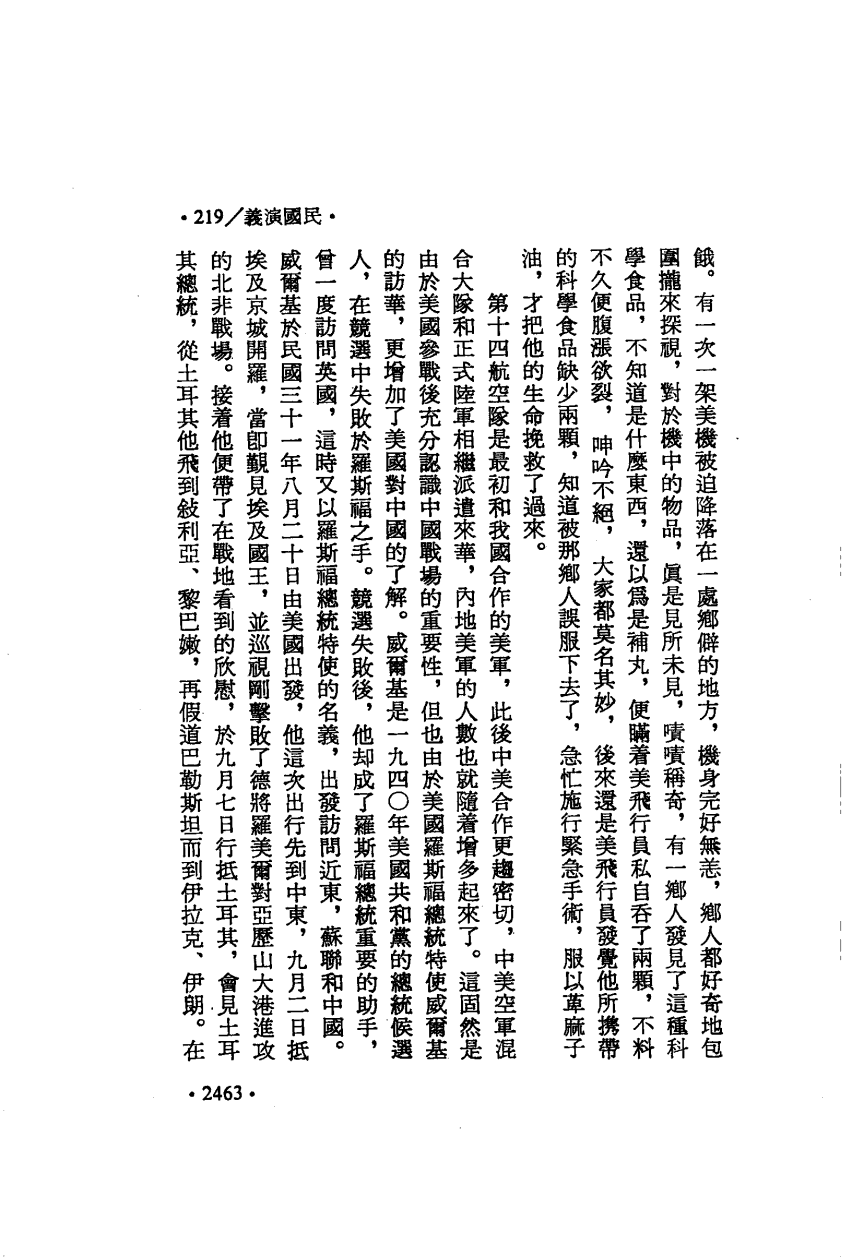 •219/義演國民•
餓。有一次一架美機被迫降落在一處鄉僻的地方，機身完好無恙，鄉人都好奇地包
圍攏來探視，對於機中的物品，眞是見所未見，嘖嘖稱奇，有一鄉人發見了這種科
學食品，不知道是什麼東西，還以爲是補丸，便瞞着美飛行員私自吞了兩顆，不料
不久便腹漲欲裂，呻吟不絕，大家都莫名其妙，後來還是美飛行員發覺他所携帶
的科學食品缺少兩顆，知道被那鄉人誤服下去了，急忙施行緊急手術，服以萆麻子
油，才把他的生命挽救了過來。
第十四航空隊是最初和我國合作的美軍，此後中美合作更趨密切，中美空軍混
合大隊和正式陸軍相繼派遣來華，內地美軍的人數也就隨着增多起來了。這固然是
由於美國參戰後充分認識中國戰場的重要性，但也由於美國羅斯福總統特使威爾基
的訪華，更增加了美國對中國的了解。威爾基是一九四〇年美國共和黨的總統候選
人，在競選中失敗於羅斯福之手。競選失敗後，他却成了羅斯福總統重要的助手，
曾一度訪問英國，這時又以羅斯福總統特使的名義，出發訪問近東，蘇聯和中國。
威爾基於民國三十一年八月二十日由美國出發，他這次出行先到中東，九月二日抵
埃及京城開羅，當卽覲見埃及國王，並巡視剛擊敗了德將羅美爾對亞歷山大港進攻
的北非戰場。接着他便帶了在戰地看到的欣慰，於九月七日行抵土耳其，會見土耳
其總統，從土耳其他飛到敍利亞、黎巴嫩，再假道巴勒斯坦而到伊拉克、伊朗。在
•2463•